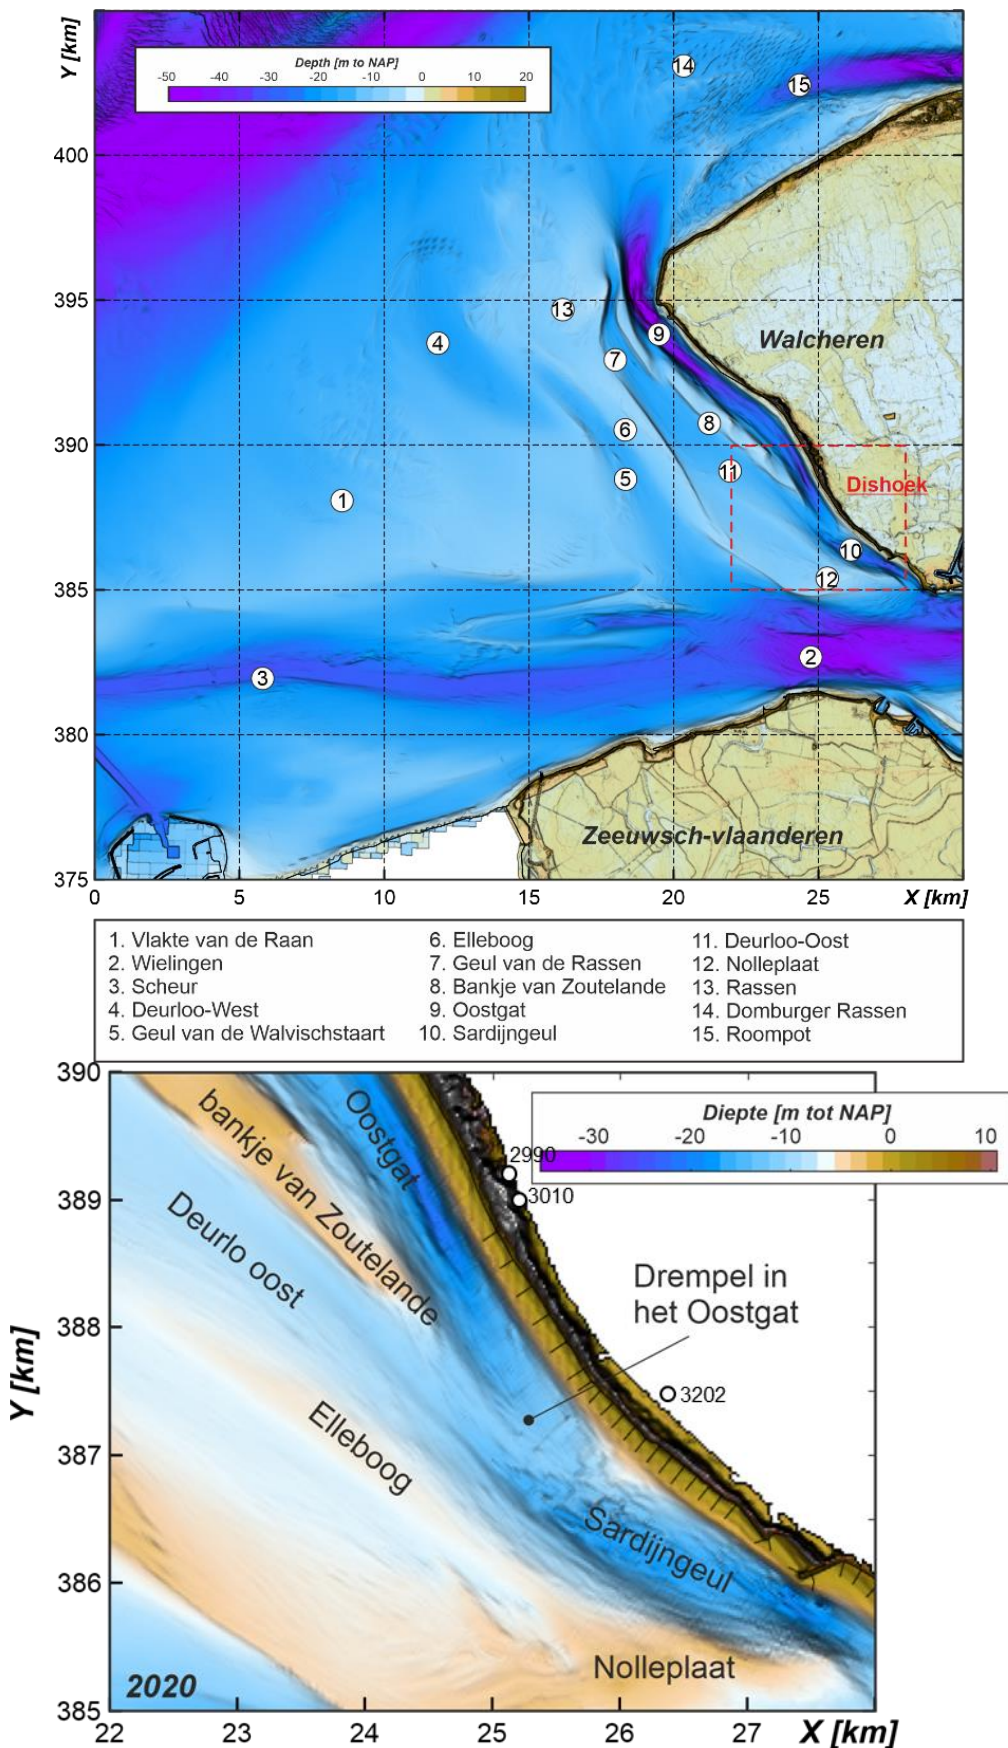 Y [km]
Depth [m to NAP]
-50 -40 -30 -20 -10 0 10 20
14
15
400
395
13
4
9
Walcheren
7
8
6
390
11
5
Dishoek
1
10
12
385
2
3
380
Zeeuwsch-vlaanderen
375
0 5 10 15 20 25 X [km]
1. Vlakte van de Raan
2. Wielingen
3. Scheur
4. Deurloo-West
5. Geul van de Walvischstaart
6. Elleboog
7. Geul van de Rassen
8. Bankje van Zoutelande
9. Oostgat
10. Sardijngeul
11. Deurloo-Oost
12. Nolleplaat
13. Rassen
14. Domburger Rassen
15. Roompot
390
Diepte [m tot NAP]
-30 -20 -10 0 10
bankje van Zoutelande
Oostgat
2990
3010
389
Deurlo oost
Drempel in
het Oostgat
388
3202
Elleboog
387
Sardijngeul
386
Nolleplaat
2020
385
Y [km]
22 23 24 25 26 27 X [km]